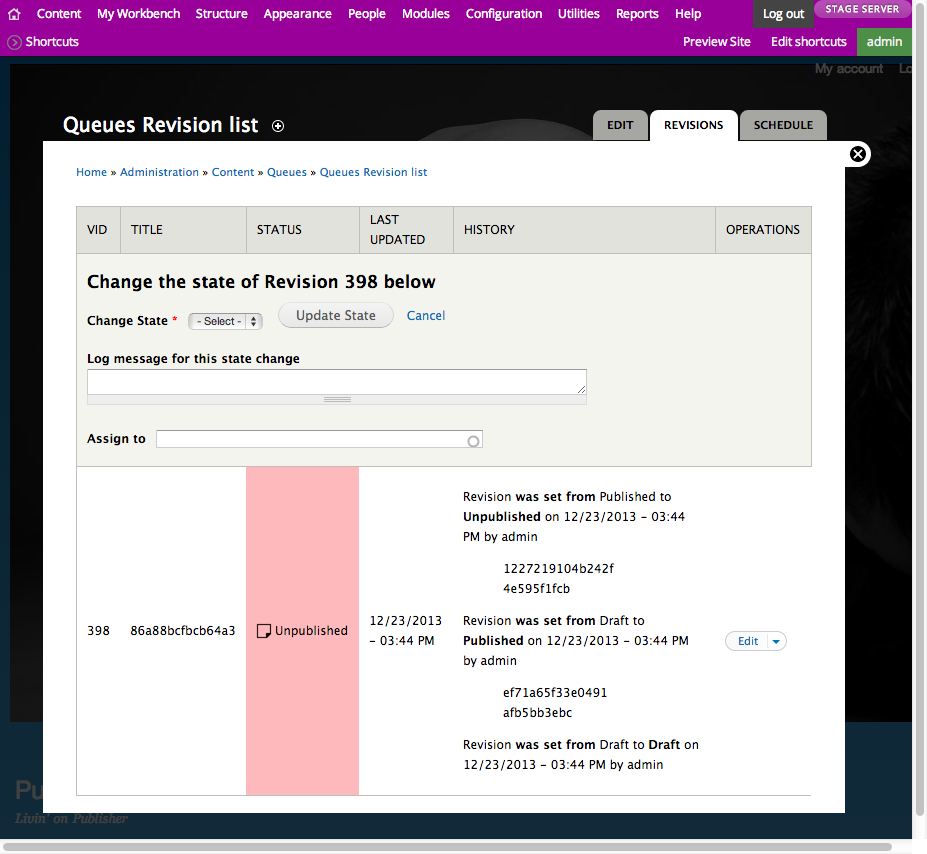 Content My Workbench Structure Appearance People Modules Configuration Utilities Reports Help Log out STAGE SERVER
Shortcuts Preview Site Edit shortcuts admin
My account
Queues Revision list EDIT REVISIONS SCHEDULE
Home » Administration » Content » Queues » Queues Revision list
VID TITLE STATUS LAST UPDATED HISTORY OPERATIONS
Change the state of Revision 398 below
Change State * - Select - Update State Cancel
Log message for this state change
Assign to
398 86a88bcfbcb64a3 Unpublished
12/23/2013
– 03:44 PM
Revision was set from Published to
Unpublished on 12/23/2013 – 03:44
PM by admin
1227219104b242f
4e595f1fcb
Revision was set from Draft to
Published on 12/23/2013 – 03:44 PM
by admin
ef71a65f33e0491
afb5bb3ebc
Revision was set from Draft to Draft on
12/23/2013 – 03:44 PM by admin
Edit
Livin' on Publisher